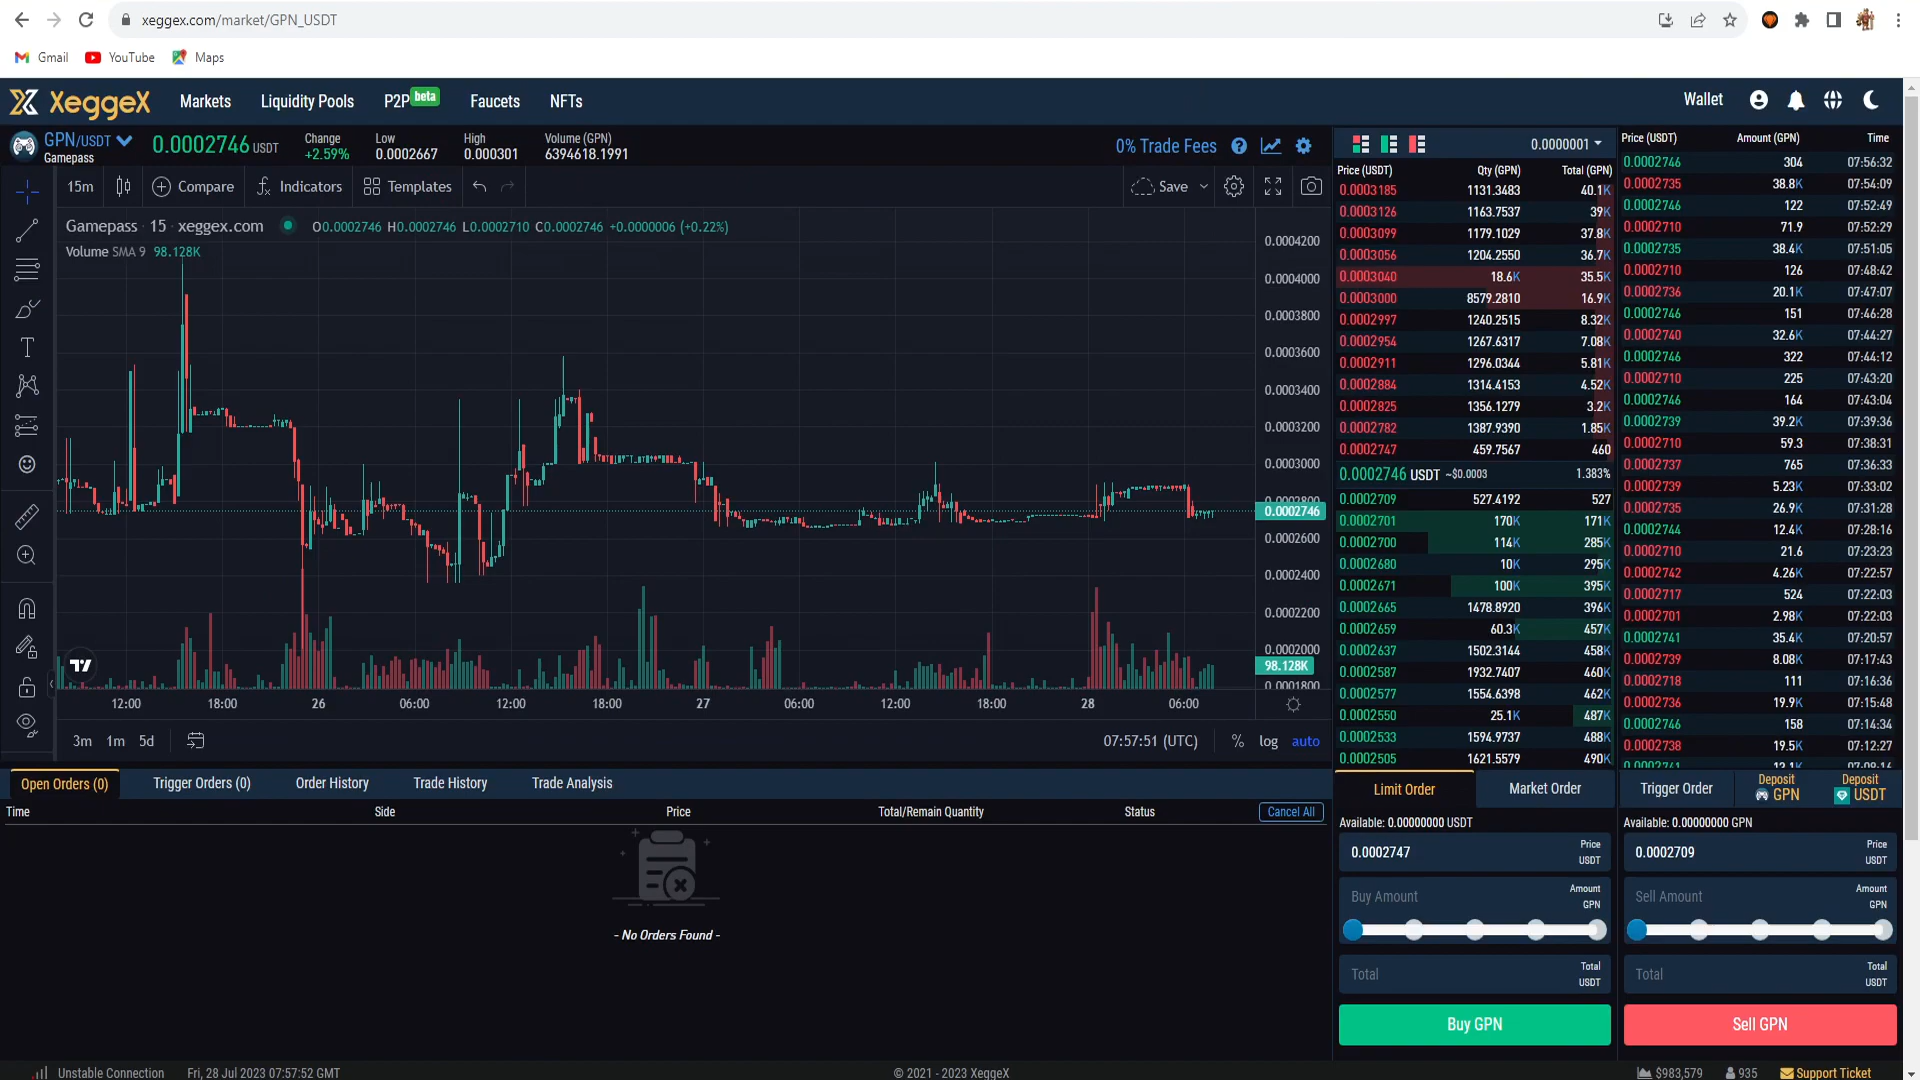 xeggex.com/market/GPN_USDT
Gmail YouTube Maps
XeggeX Markets Liquidity Pools P2P beta Faucets NFTs Wallet
GPN/USDT
Gamepass
0.0002746 USDT
Change
+2.59%
Low
0.0002667
High
0.000301
Volume (GPN)
6394618.1991
0% Trade Fees
15m Compare Indicators Templates Save
Gamepass 15 xeggex.com O0.0002746 H0.0002746 L0.0002710 C0.0002746 +0.0000006 (+0.22%)
Volume SMA 9 98.128K
0.0004200
0.0004000
0.0003800
0.0003600
0.0003400
0.0003200
0.0003000
0.0002746
0.0002600
0.0002400
0.0002200
0.0002000
98.128K
0.0001800
12:00 18:00 26 06:00 12:00 18:00 27 06:00 12:00 18:00 28 06:00
3m 1m 5d 07:57:51 (UTC) % log auto
0.0000001
Price (USDT) Qty (GPN) Total (GPN)
0.0003185 1131.3483 40.1K
0.0003126 1163.7537 39K
0.0003099 1179.1029 37.8K
0.0003056 1204.2550 36.7K
0.0003040 18.6K 35.5K
0.0003000 8579.2810 16.9K
0.0002997 1240.2515 8.32K
0.0002954 1267.6317 7.08K
0.0002911 1296.0344 5.81K
0.0002884 1314.4153 4.52K
0.0002825 1356.1279 3.2K
0.0002782 1387.9390 1.85K
0.0002747 459.7567 460
0.0002746 USDT ~$0.0003 1.383%
0.0002709 527.4192 527
0.0002701 170K 171K
0.0002700 114K 285K
0.0002680 10K 295K
0.0002671 100K 395K
0.0002665 1478.8920 396K
0.0002659 60.3K 457K
0.0002637 1502.3144 458K
0.0002587 1932.7407 460K
0.0002577 1554.6398 462K
0.0002550 25.1K 487K
0.0002533 1594.9737 488K
0.0002505 1621.5579 490K
Price (USDT) Amount (GPN) Time
0.0002746 304 07:56:32
0.0002735 38.8K 07:54:09
0.0002746 122 07:52:49
0.0002710 71.9 07:52:29
0.0002735 38.4K 07:51:05
0.0002710 126 07:48:42
0.0002736 20.1K 07:47:07
0.0002746 151 07:46:28
0.0002740 32.6K 07:44:27
0.0002746 322 07:44:12
0.0002710 225 07:43:20
0.0002746 164 07:43:04
0.0002739 39.2K 07:39:36
0.0002710 59.3 07:38:31
0.0002737 765 07:36:33
0.0002739 5.23K 07:33:02
0.0002735 26.9K 07:31:28
0.0002744 12.4K 07:28:16
0.0002710 21.6 07:23:23
0.0002742 4.26K 07:22:57
0.0002717 524 07:22:03
0.0002701 2.98K 07:22:03
0.0002741 35.4K 07:20:57
0.0002739 8.08K 07:17:43
0.0002718 111 07:16:36
0.0002736 19.9K 07:15:48
0.0002746 158 07:14:34
0.0002738 19.5K 07:12:27
Open Orders (0) Trigger Orders (0) Order History Trade History Trade Analysis
Time Side Price Total/Remain Quantity Status Cancel All
- No Orders Found -
Limit Order Market Order Trigger Order
Deposit
GPN
Deposit
USDT
Available: 0.00000000 USDT
0.0002747 Price
USDT
Buy Amount Amount
GPN
Total Total
USDT
Buy GPN
Available: 0.00000000 GPN
0.0002709 Price
USDT
Sell Amount Amount
GPN
Total Total
USDT
Sell GPN
Unstable Connection Fri, 28 Jul 2023 07:57:52 GMT © 2021 - 2023 XeggeX $983,579 935 Support Ticket